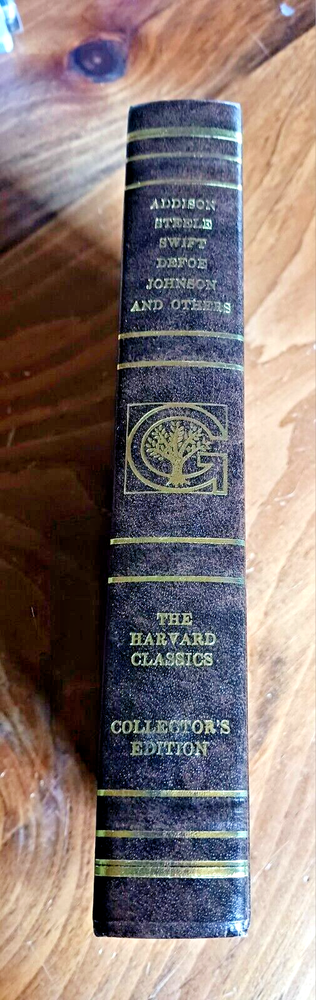 ADDISON
STEELE
SWIFT
DEFOE
JOHNSON
AND OTHERS
G
THE
HARVARD
CLASSICS
COLLECTOR'S
EDITION